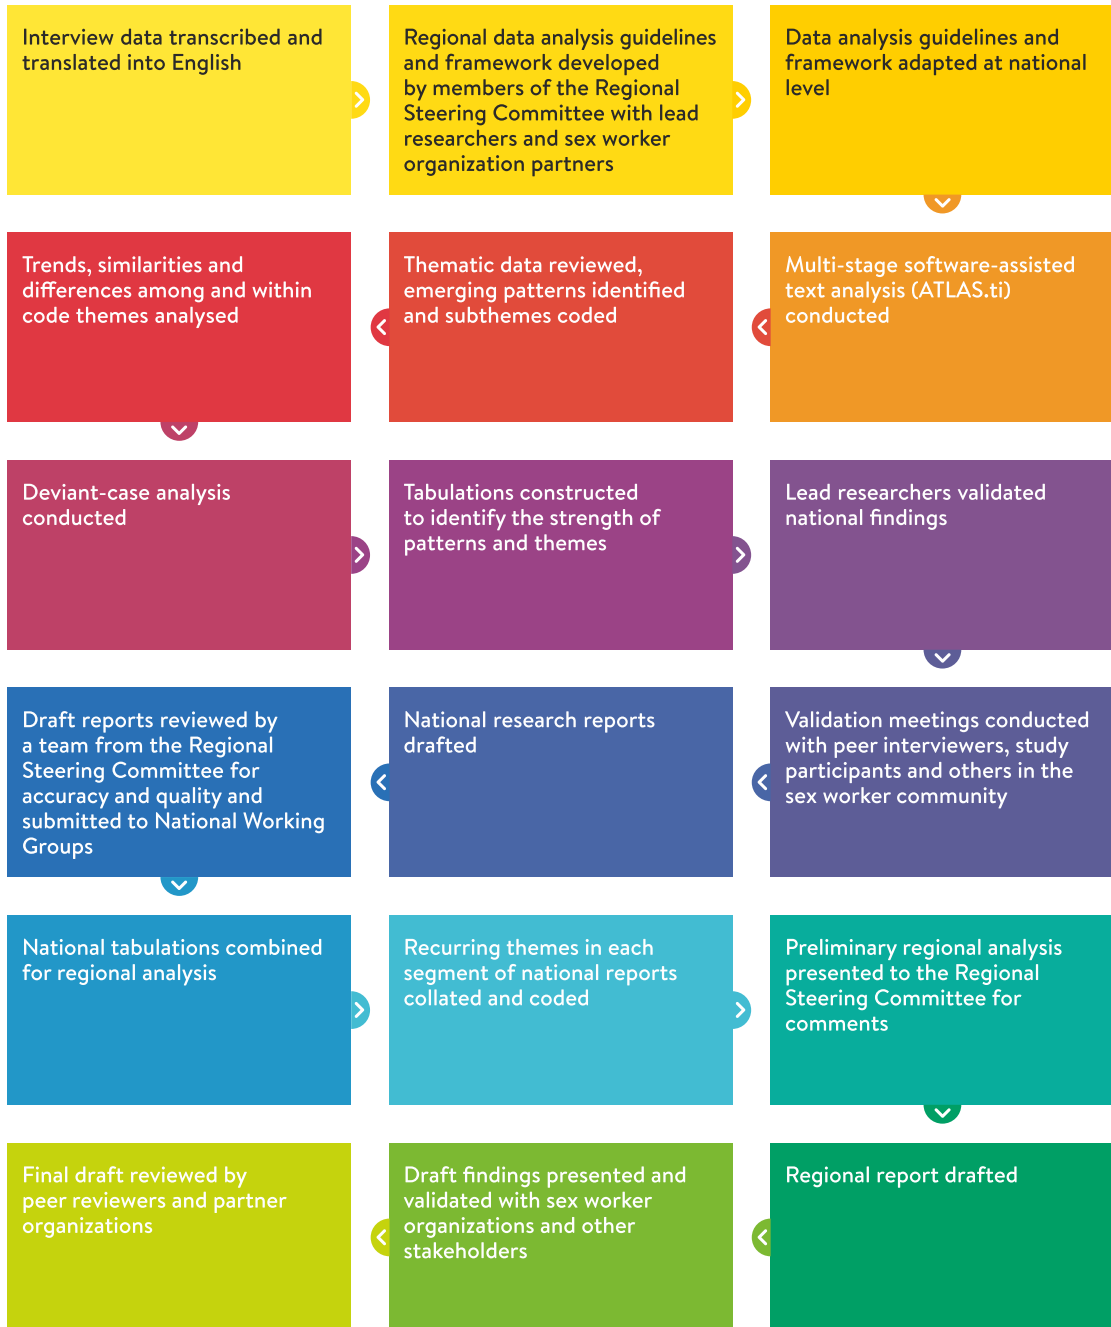 Interview data transcribed and
translated into English
Regional data analysis guidelines
and framework developed
by members of the Regional
Steering Committee with lead
researchers and sex worker
organization partners
Data analysis guidelines and
framework adapted at national
level
Multi-stage software-assisted
text analysis (ATLAS.ti)
conducted
Thematic data reviewed,
emerging patterns identified
and subthemes coded
Trends, similarities and
differences among and within
code themes analysed
Deviant-case analysis
conducted
Tabulations constructed
to identify the strength of
patterns and themes
Lead researchers validated
national findings
Validation meetings conducted
with peer interviewers, study
participants and others in the
sex worker community
National research reports
drafted
Draft reports reviewed by
a team from the Regional
Steering Committee for
accuracy and quality and
submitted to National Working
Groups
National tabulations combined
for regional analysis
Recurring themes in each
segment of national reports
collated and coded
Preliminary regional analysis
presented to the Regional
Steering Committee for
comments
Regional report drafted
Draft findings presented and
validated with sex worker
organizations and other
stakeholders
Final draft reviewed by
peer reviewers and partner
organizations